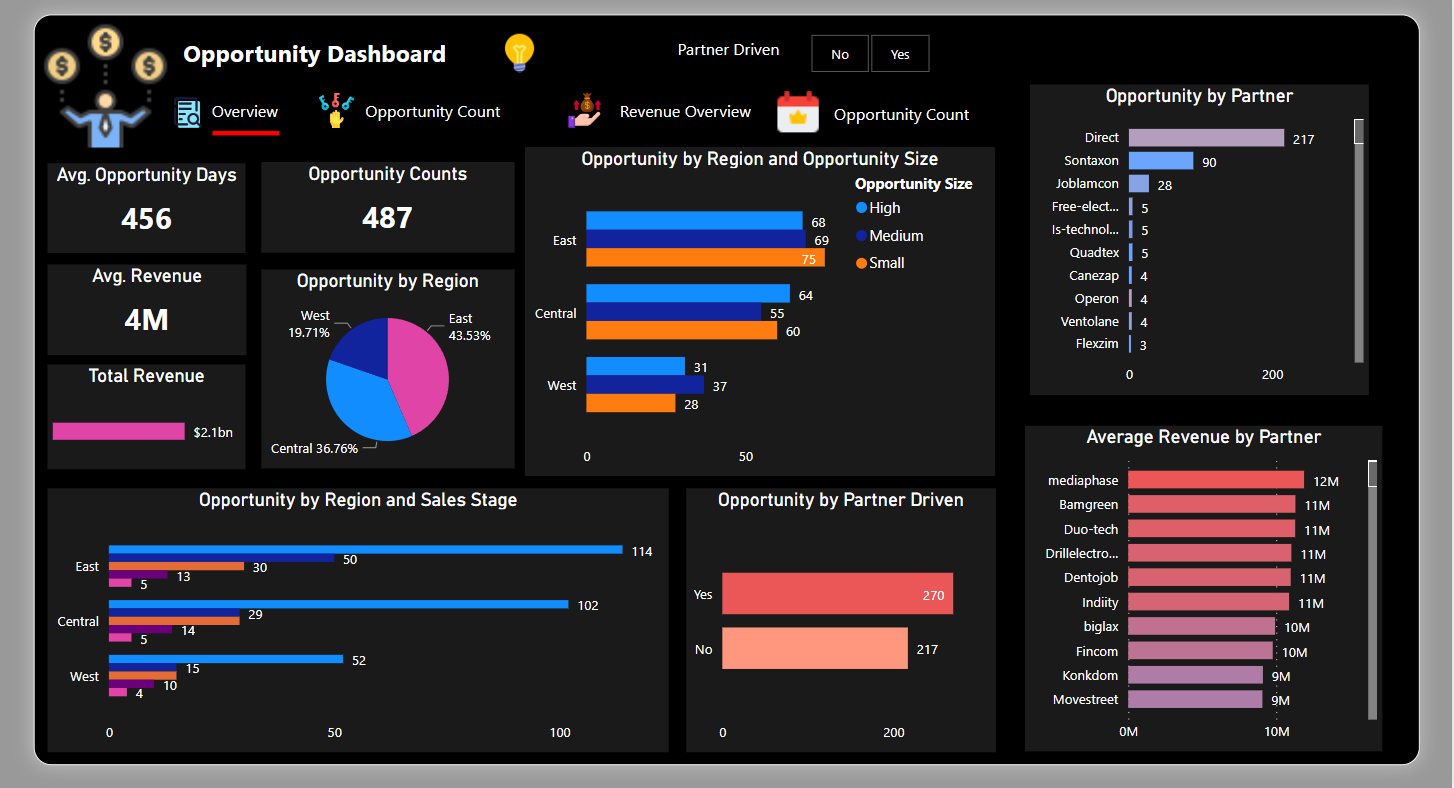 Opportunity Dashboard
Partner Driven
No
Yes
Overview
Opportunity Count
Revenue Overview
Opportunity Count
Avg. Opportunity Days
456
Opportunity Counts
487
Avg. Revenue
4M
Total Revenue
$2.1bn
Opportunity by Region
West
19.71%
East
43.53%
Central 36.76%
Opportunity by Region and Opportunity Size
Opportunity Size
High
Medium
Small
East
68
69
75
Central
64
55
60
West
31
37
28
0
50
Opportunity by Partner
Direct 217
Sontaxon 90
Joblamcon 28
Free-elect... 5
Is-technol... 5
Quadtex 5
Canezap 4
Operon 4
Ventolane 4
Flexzim 3
0
200
Opportunity by Region and Sales Stage
East
114
50
30
13
5
Central
102
29
14
5
West
52
15
10
4
0
50
100
Opportunity by Partner Driven
Yes 270
No 217
0
200
Average Revenue by Partner
mediaphase 12M
Bamgreen 11M
Duo-tech 11M
Drillelectro... 11M
Dentojob 11M
Indiity 11M
biglax 10M
Fincom 10M
Konkdom 9M
Movestreet 9M
0M
10M